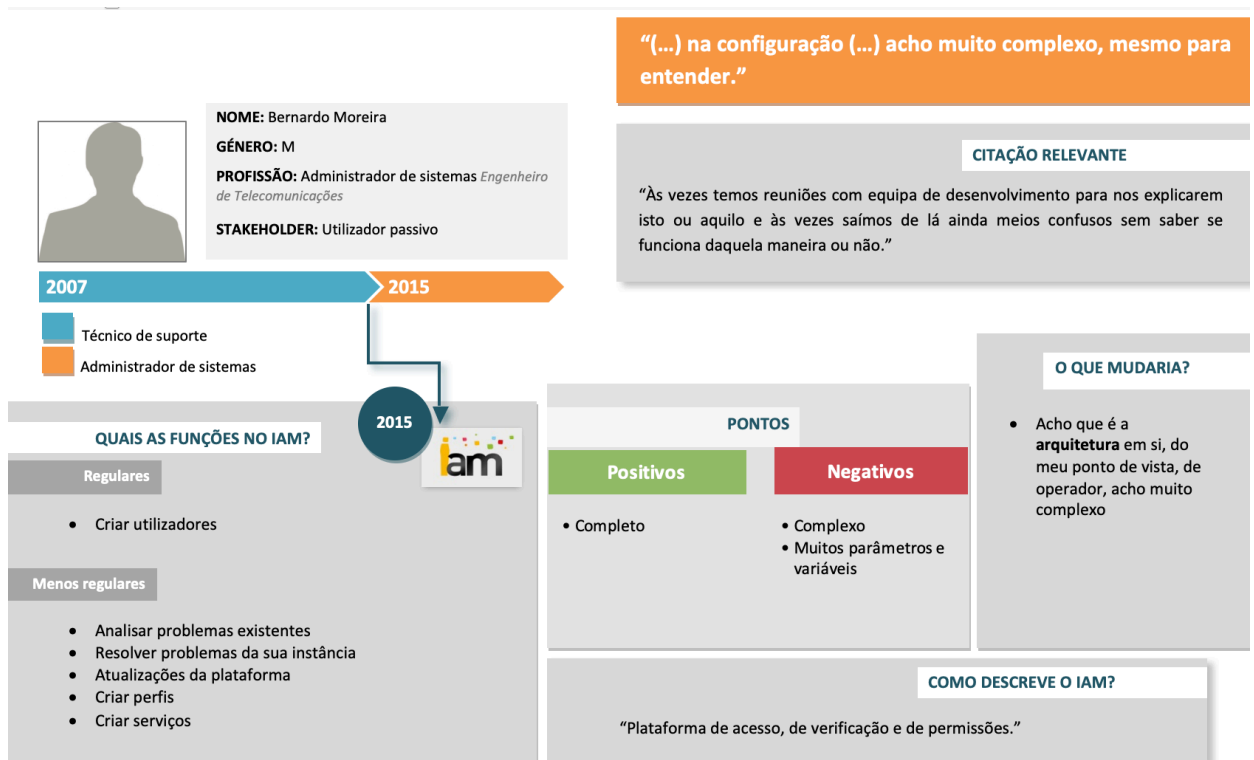 “(…) na configuração (…) acho muito complexo, mesmo para
entender.”
NOME: Bernardo Moreira
GÉNERO: M
PROFISSÃO: Administrador de sistemas Engenheiro
de Telecomunicações
STAKEHOLDER: Utilizador passivo
CITAÇÃO RELEVANTE
“Às vezes temos reuniões com equipa de desenvolvimento para nos explicarem
isto ou aquilo e às vezes saímos de lá ainda meios confusos sem saber se
funciona daquela maneira ou não.”
2007
2015
Técnico de suporte
Administrador de sistemas
2015
iam
QUAIS AS FUNÇÕES NO IAM?
Regulares
• Criar utilizadores
Menos regulares
• Analisar problemas existentes
• Resolver problemas da sua instância
• Atualizações da plataforma
• Criar perfis
• Criar serviços
PONTOS
Positivos
• Completo
Negativos
• Complexo
• Muitos parâmetros e
variáveis
O QUE MUDARIA?
• Acho que é a
arquitetura em si, do
meu ponto de vista, de
operador, acho muito
complexo
COMO DESCREVE O IAM?
“Plataforma de acesso, de verificação e de permissões.”